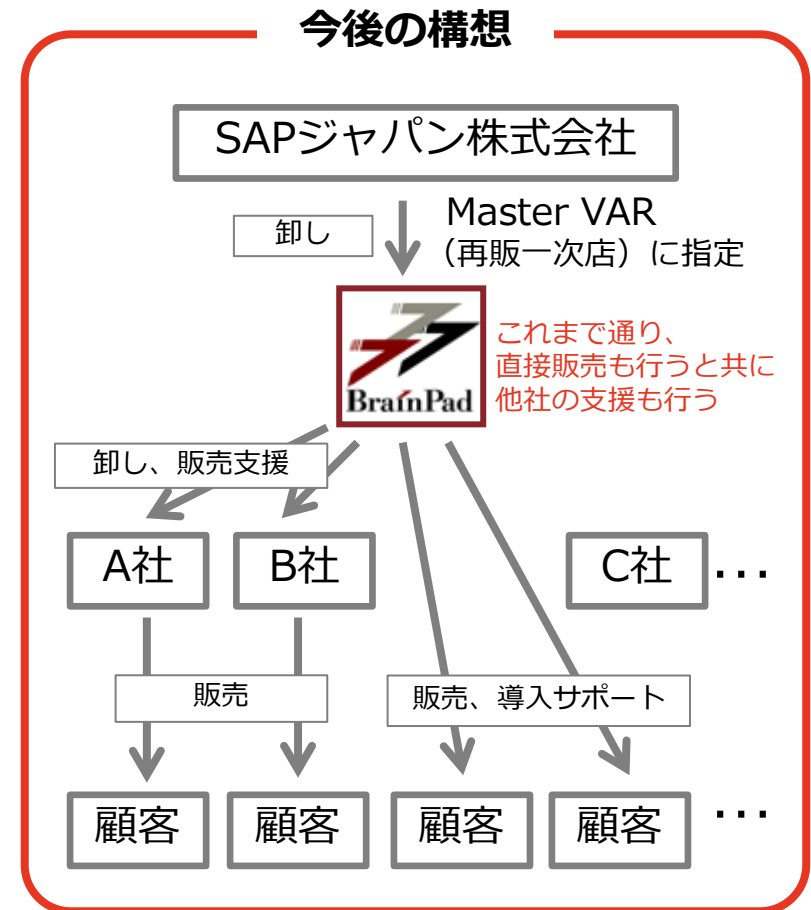 今後の構想
SAPジャパン株式会社
卸し
Master VAR
（再販一次店）に指定
BrainPad
これまで通り、
直接販売も行うと共に
他社の支援も行う
卸し、販売支援
A社
B社
C社
・・・
販売
販売、導入サポート
顧客
顧客
顧客
顧客
・・・